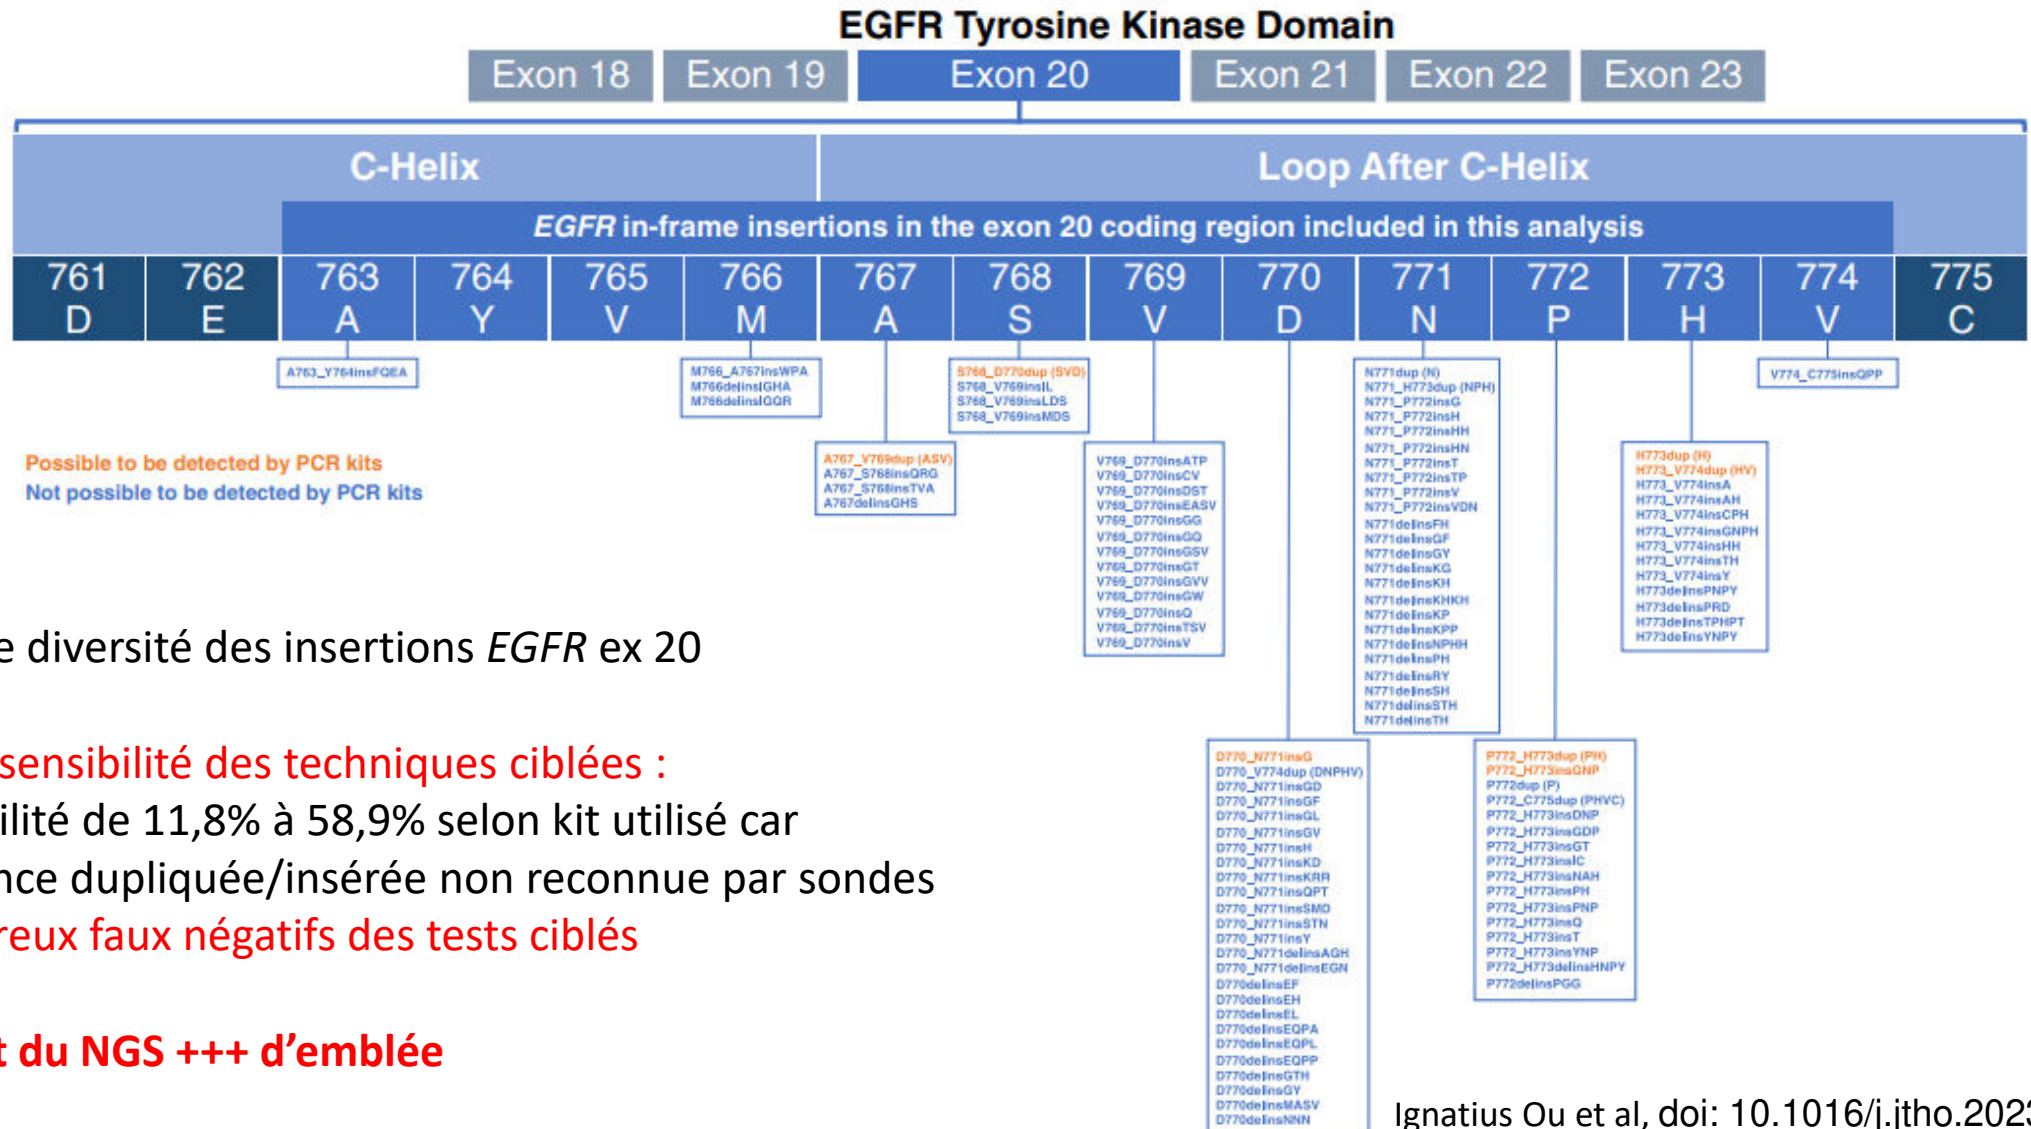 EGFR Tyrosine Kinase Domain
Exon 18 Exon 19 Exon 20 Exon 21 Exon 22 Exon 23
C-Helix Loop After C-Helix
EGFR in-frame insertions in the exon 20 coding region included in this analysis
761 762 763 764 765 766 767 768 769 770 771 772 773 774 775
D E A Y V M A S V D N P H V C
A763_Y764insFQEA
M766_A767insWPA
M766delinsIGHA
M766delinsIGQR
S768_D770dup (SVD)
S768_V769insIL
S768_V769insLDS
S768_V769insMDS
N771dup (N)
N771_H773dup (NPH)
N771_P772insG
N771_P772insH
N771_P772insHH
N771_P772insHN
N771_P772insT
N771_P772insTP
N771_P772insV
N771_P772insVDN
N771delinsFH
N771delinsGF
N771delinsGY
N771delinsKG
N771delinsKH
N771delinsKHKH
N771delinsKP
N771delinsKPP
N771delinsNPHH
N771delinsPH
N771delinsRY
N771delinsSH
N771delinsSTH
N771delinsTH
V774_C775insQPP
Possible to be detected by PCR kits
Not possible to be detected by PCR kits
A767_V769dup (ASV)
A767_S768insQRG
A767_S768insTVA
A767delinsGHS
V769_D770insATP
V769_D770insCV
V769_D770insDST
V769_D770insEASV
V769_D770insGG
V769_D770insGQ
V769_D770insGSV
V769_D770insGT
V769_D770insGVV
V769_D770insGW
V769_D770insQ
V769_D770insTSV
V769_D770insV
H773dup (H)
H773_V774dup (HV)
H773_V774insA
H773_V774insAH
H773_V774insCPH
H773_V774insGNPH
H773_V774insHH
H773_V774insTH
H773_V774insY
H773delinsPNPY
H773delinsPRD
H773delinsTPHPT
H773delinsYNPY
e diversité des insertions EGFR ex 20
sensibilité des techniques ciblées :
ilité de 11,8% à 58,9% selon kit utilisé car
nce dupliquée/insérée non reconnue par sondes
reux faux négatifs des tests ciblés
t du NGS +++ d’emblée
D770_N771insG
D770_V774dup (DNPHV)
D770_N771insGD
D770_N771insGF
D770_N771insGL
D770_N771insGV
D770_N771insH
D770_N771insKD
D770_N771insKRR
D770_N771insQPT
D770_N771insSMD
D770_N771insSTN
D770_N771insY
D770_N771delinsAGH
D770_N771delinsEGN
D770delinsEF
D770delinsEH
D770delinsEL
D770delinsEQPA
D770delinsEQPL
D770delinsEQPP
D770delinsGTH
D770delinsGY
D770delinsMASV
D770delinsNNN
P772_H773dup (PH)
P772_H773insGNP
P772dup (P)
P772_C775dup (PHVC)
P772_H773insDNP
P772_H773insGDP
P772_H773insGT
P772_H773insIC
P772_H773insNAH
P772_H773insPH
P772_H773insPNP
P772_H773insQ
P772_H773insT
P772_H773insYNP
P772_H773delinsHNPY
P772delinsPGG
Ignatius Ou et al, doi: 10.1016/j.jtho.2023